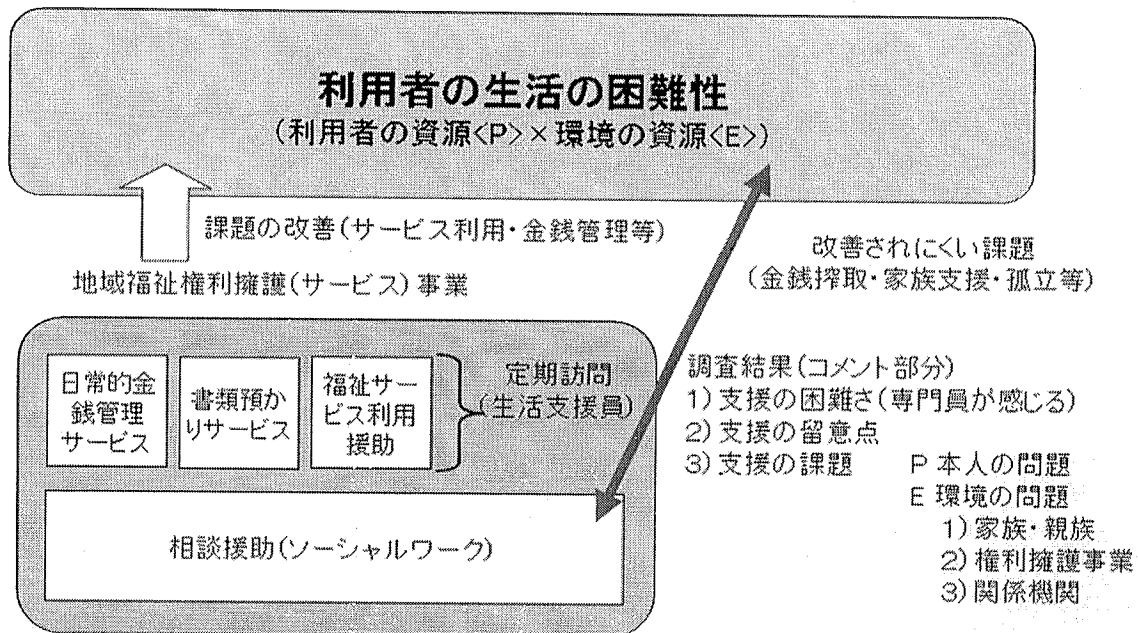 利用者の生活の困難性
(利用者の資源<P>×環境の資源<E>)
課題の改善(サービス利用・金銭管理等)
地域福祉権利擁護(サービス)事業
改善されにくい課題
(金銭搾取・家族支援・孤立等)
日常的金
銭管理
サービス
書類預か
りサービス
福祉サー
ビス利用
援助
定期訪問
(生活支援員)
相談援助(ソーシャルワーク)
調査結果(コメント部分)
1)支援の困難さ(専門員が感じる)
2)支援の留意点
3)支援の課題 P 本人の問題
E 環境の問題
1)家族・親族
2)権利擁護事業
3)関係機関